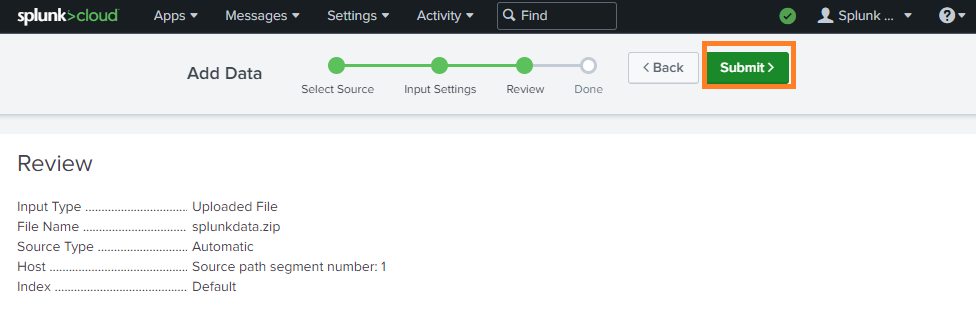 splunk>cloud Apps Messages Settings Activity Find Splunk ... ?
Add Data
< Back Submit >
Select Source Input Settings Review Done
Review
Input Type ................................ Uploaded File
File Name ................................ splunkdata.zip
Source Type ............................ Automatic
Host ........................................... Source path segment number: 1
Index ......................................... Default